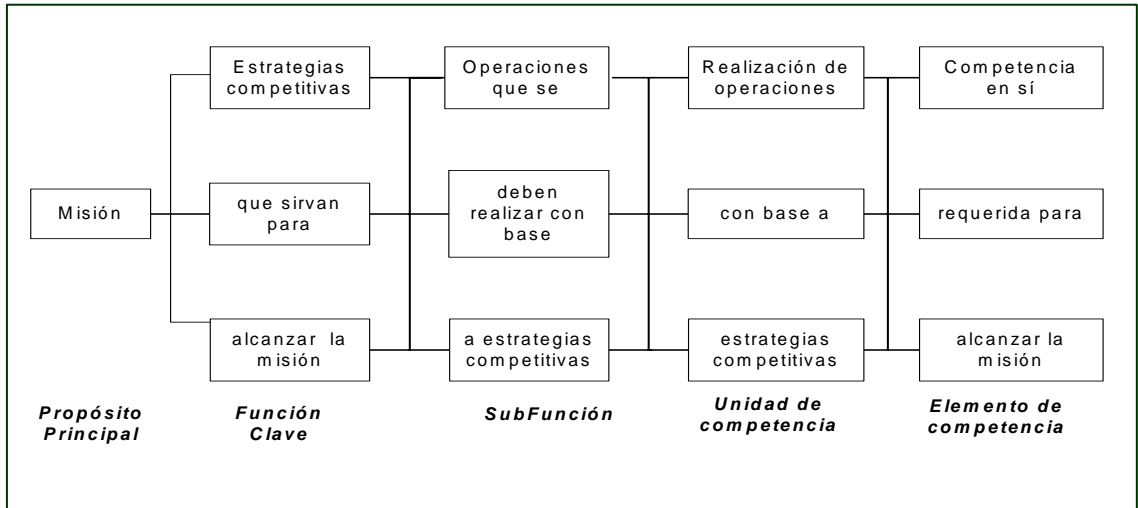 Estrategias
competitivas
Operaciones
que se
Realización de
operaciones
Competencia
en sí
Misión
que sirvan
para
deben
realizar con
base
con base a
requerida para
alcanzar la
misión
a estrategias
competitivas
estrategias
competitivas
alcanzar la
misión
Propósito
Principal
Función
Clave
SubFunción
Unidad de
competencia
Elemento de
competencia